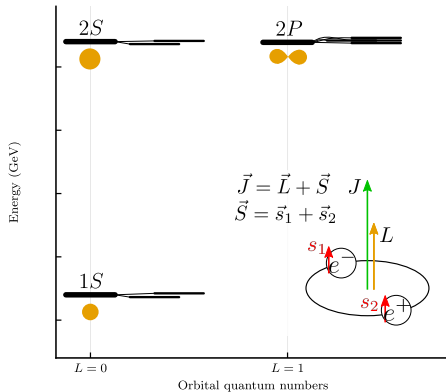 2S
2P
Energy (GeV)
J⃗ = L⃗ + S⃗
S⃗ = s⃗₁ + s⃗₂
J
L
s₁
e⁻
s₂
e⁺
1S
L = 0
L = 1
Orbital quantum numbers